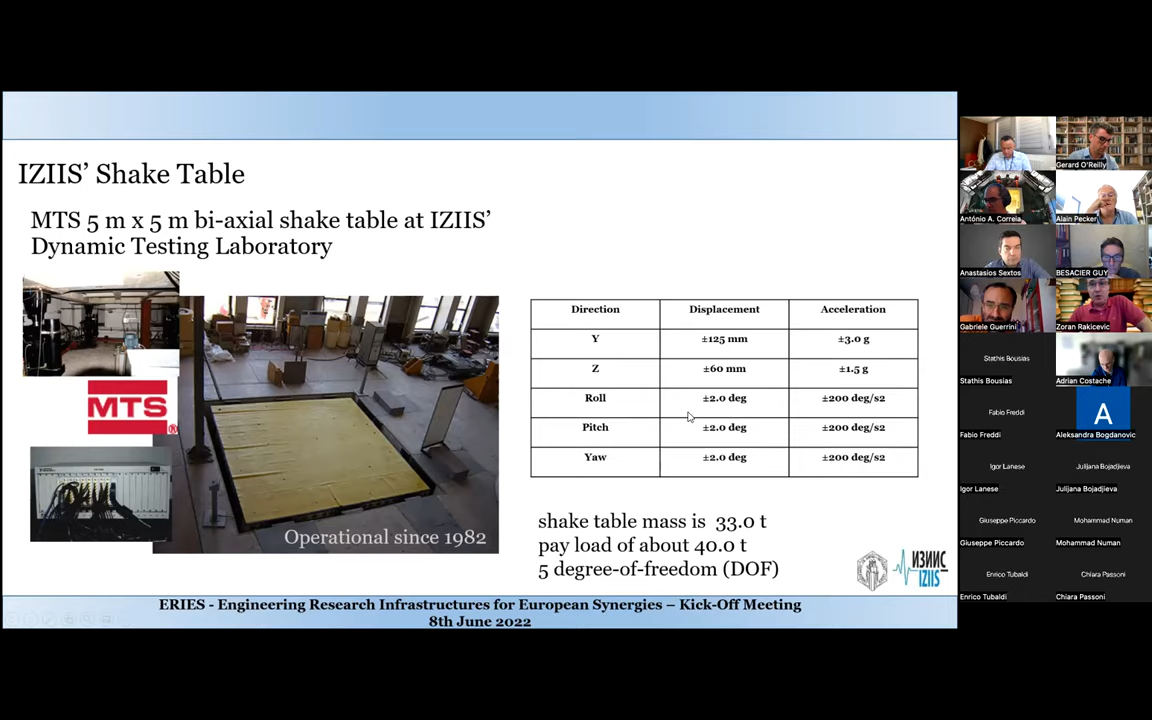 IZIIS' Shake Table
MTS 5 m x 5 m bi-axial shake table at IZIIS'
Dynamic Testing Laboratory
MTS
Operational since 1982
Direction Displacement Acceleration
Y ±125 mm ±3.0 g
Z ±60 mm ±1.5 g
Roll ±2.0 deg ±200 deg/s2
Pitch ±2.0 deg ±200 deg/s2
Yaw ±2.0 deg ±200 deg/s2
shake table mass is 33.0 t
pay load of about 40.0 t
5 degree-of-freedom (DOF)
ИЗИИС
IZIIS
ERIES - Engineering Research Infrastructures for European Synergies – Kick-Off Meeting
8th June 2022
Gerard O'Reilly
António A. Correia
Alain Pecker
Anastasios Sextos
BESACIER GUY
Gabriele Guerrini
Zoran Rakicevic
Stathis Bousias
Stathis Bousias
Adrian Costache
Fabio Freddi
Fabio Freddi
A
Aleksandra Bogdanovic
Igor Lanese
Igor Lanese
Julijana Bojadjieva
Julijana Bojadjieva
Giuseppe Piccardo
Giuseppe Piccardo
Mohammad Numan
Mohammad Numan
Enrico Tubaldi
Enrico Tubaldi
Chiara Passoni
Chiara Passoni